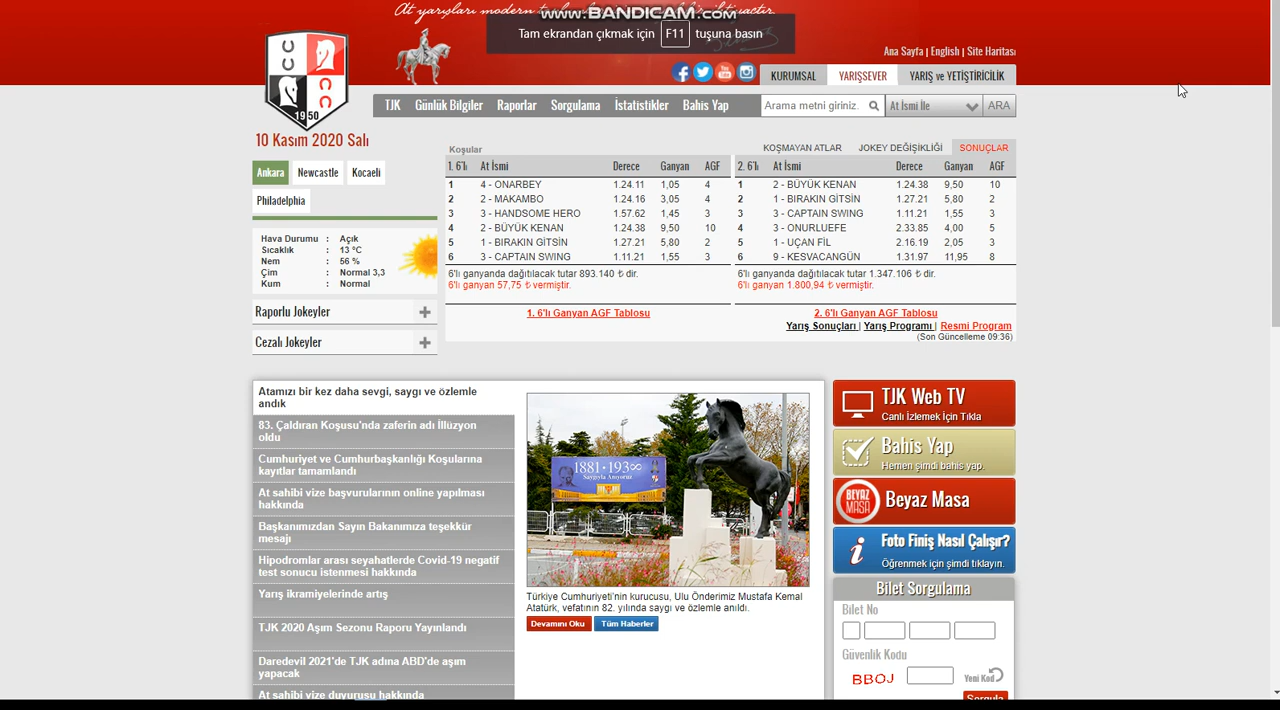 At yarışları modern
www.BANDICAM.com
Tam ekrandan çıkmak için F11 tuşuna basın
Ana Sayfa | English | Site Haritası
KURUMSAL YARIŞSEVER YARIŞ ve YETİŞTİRİCİLİK
1950
TJK Günlük Bilgiler Raporlar Sorgulama İstatistikler Bahis Yap Arama metni giriniz. At İsmi İle ARA
10 Kasım 2020 Salı
Ankara Newcastle Kocaeli
Philadelphia
Hava Durumu : Açık
Sıcaklık : 13 °C
Nem : 56 %
Çim : Normal 3,3
Kum : Normal
Raporlu Jokeyler +
Cezalı Jokeyler +
Koşular
KOŞMAYAN ATLAR JOKEY DEĞİŞİKLİĞİ SONUÇLAR
1. 6'lı At İsmi Derece Ganyan AGF
1 4 - ONARBEY 1.24.11 1,05 4
2 2 - MAKAMBO 1.24.16 3,05 4
3 3 - HANDSOME HERO 1.57.62 1,45 3
4 2 - BÜYÜK KENAN 1.24.38 9,50 10
5 1 - BIRAKIN GİTSİN 1.27.21 5,80 2
6 3 - CAPTAIN SWING 1.11.21 1,55 3
6'lı ganyanda dağıtılacak tutar 893.140 ₺ dir.
6'lı ganyan 57,75 ₺ vermiştir.
1. 6'lı Ganyan AGF Tablosu
2. 6'lı At İsmi Derece Ganyan AGF
1 2 - BÜYÜK KENAN 1.24.38 9,50 10
2 1 - BIRAKIN GİTSİN 1.27.21 5,80 2
3 3 - CAPTAIN SWING 1.11.21 1,55 3
4 3 - ONURLUEFE 2.33.85 4,00 5
5 1 - UÇAN FİL 2.16.19 2,05 3
6 9 - KESVACANGÜN 1.31.97 11,95 8
6'lı ganyanda dağıtılacak tutar 1.347.106 ₺ dir.
6'lı ganyan 1.800,94 ₺ vermiştir.
2. 6'lı Ganyan AGF Tablosu
Yarış Sonuçları | Yarış Programı | Resmi Program
(Son Güncelleme 09:36)
Atamızı bir kez daha sevgi, saygı ve özlemle
andık
83. Çaldıran Koşusu'nda zaferin adı İllüzyon
oldu
Cumhuriyet ve Cumhurbaşkanlığı Koşularına
kayıtlar tamamlandı
At sahibi vize başvurularının online yapılması
hakkında
Başkanımızdan Sayın Bakanımıza teşekkür
mesajı
Hipodromlar arası seyahatlerde Covid-19 negatif
test sonucu istenmesi hakkında
Yarış ikramiyelerinde artış
TJK 2020 Aşım Sezonu Raporu Yayınlandı
Daredevil 2021'de TJK adına ABD'de aşım
yapacak
At sahibi vize duyurusu hakkında
1881 - 193∞
Saygıyla Anıyoruz
Türkiye Cumhuriyeti'nin kurucusu, Ulu Önderimiz Mustafa Kemal
Atatürk, vefatının 82. yılında saygı ve özlemle anıldı.
Devamını Oku Tüm Haberler
TJK Web TV
Canlı İzlemek İçin Tıkla
Bahis Yap
Hemen şimdi bahis yap.
BEYAZ MASA Beyaz Masa
Foto Finiş Nasıl Çalışır?
Öğrenmek için şimdi tıklayın.
Bilet Sorgulama
Bilet No
Güvenlik Kodu
BBOJ Yeni Kod
Sorgula